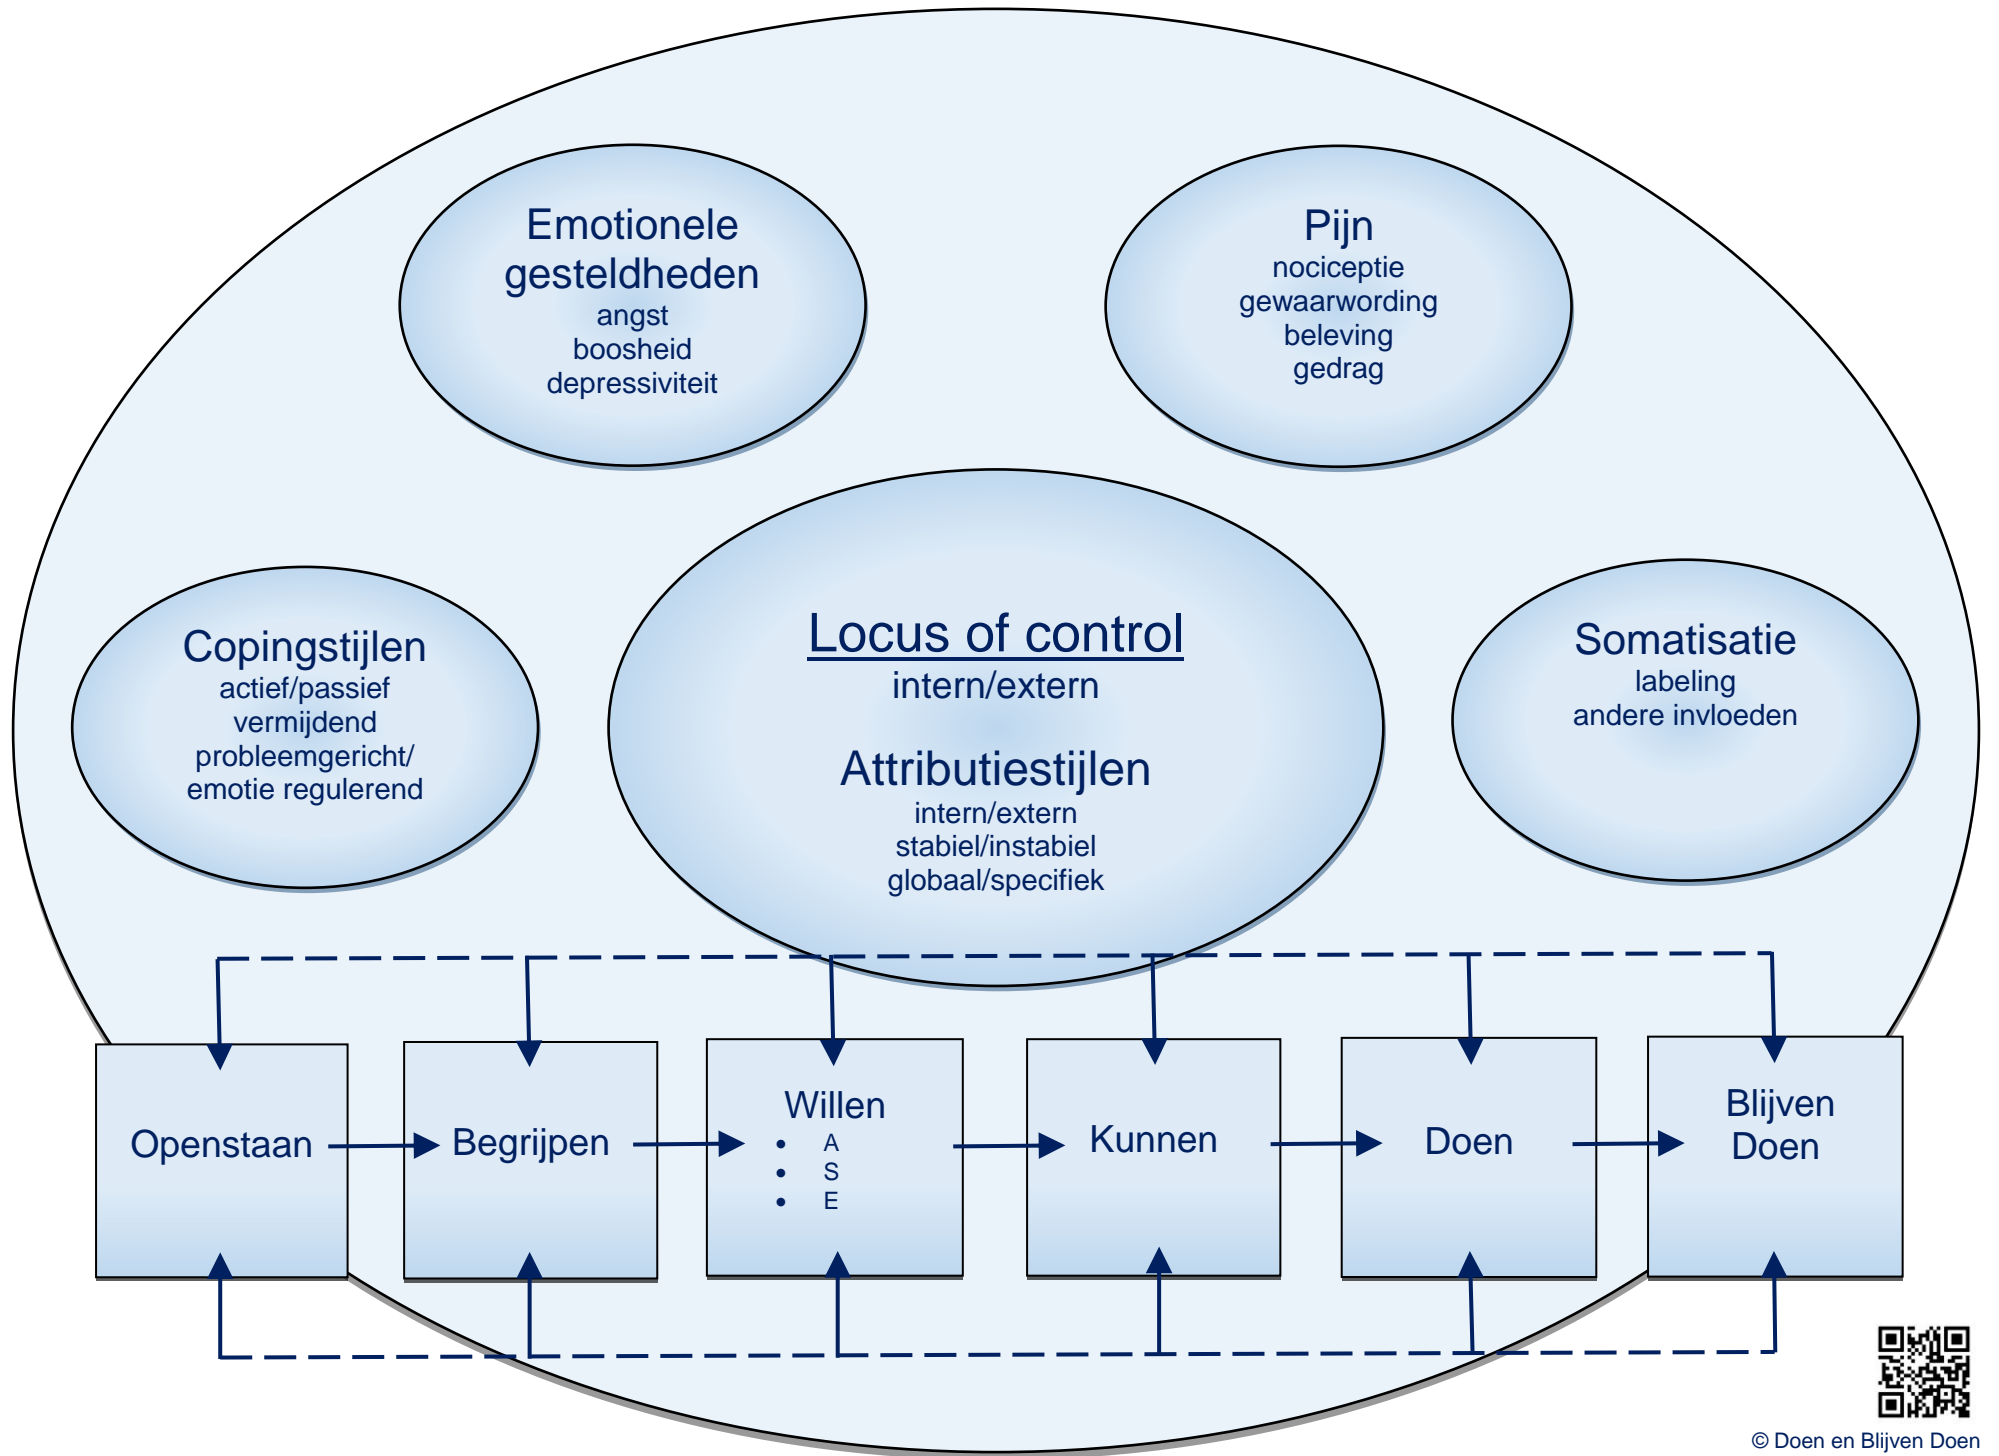 Emotionele
gesteldheden
angst
boosheid
depressiviteit
Pijn
nociceptie
gewaarwording
beleving
gedrag
Copingstijlen
actief/passief
vermijdend
probleemgericht/
emotie regulerend
Locus of control
intern/extern
Attributiestijlen
intern/extern
stabiel/instabiel
globaal/specifiek
Somatisatie
labeling
andere invloeden
Openstaan
Begrijpen
Willen
• A
• S
• E
Kunnen
Doen
Blijven
Doen
© Doen en Blijven Doen